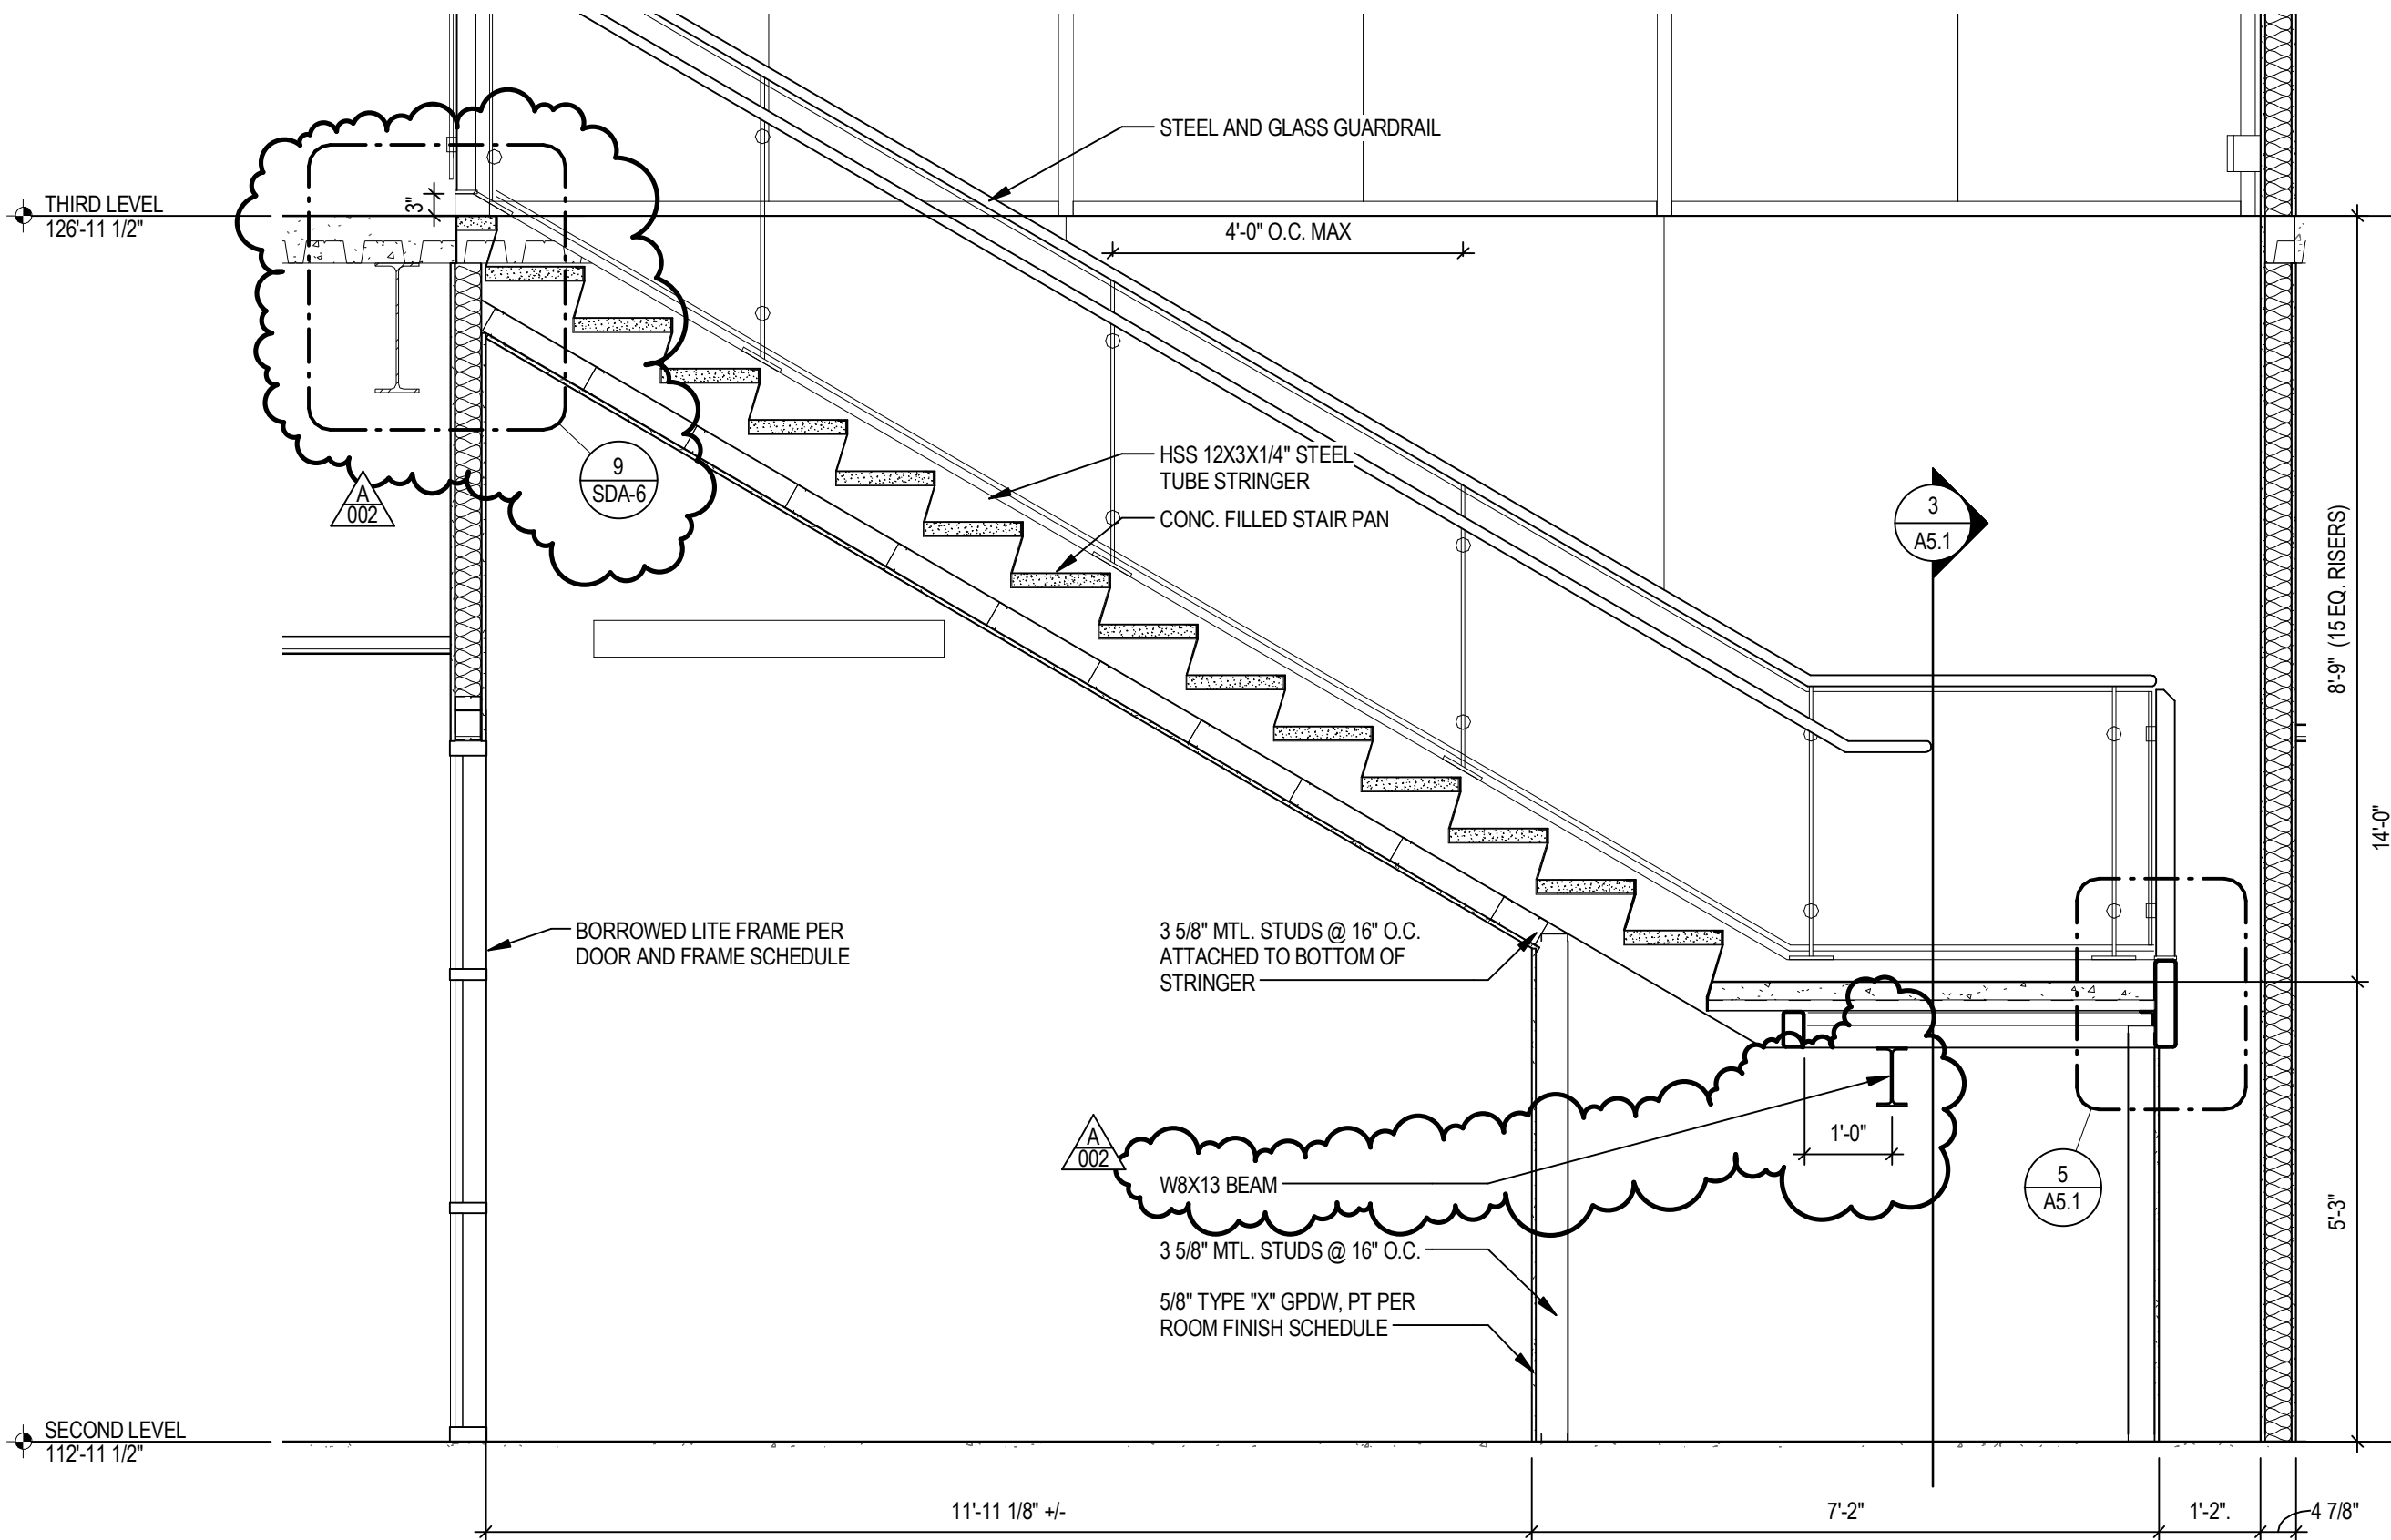 STEEL AND GLASS GUARDRAIL
THIRD LEVEL
126'-11 1/2"
3"
4'-0" O.C. MAX
9
SDA-6
A
002
HSS 12X3X1/4" STEEL
TUBE STRINGER
CONC. FILLED STAIR PAN
3
A5.1
8'-9" (15 EQ. RISERS)
14'-0"
BORROWED LITE FRAME PER
DOOR AND FRAME SCHEDULE
3 5/8" MTL. STUDS @ 16" O.C.
ATTACHED TO BOTTOM OF
STRINGER
A
002
1'-0"
W8X13 BEAM
5
A5.1
5'-3"
3 5/8" MTL. STUDS @ 16" O.C.
5/8" TYPE "X" GPDW, PT PER
ROOM FINISH SCHEDULE
SECOND LEVEL
112'-11 1/2"
11'-11 1/8" +/-
7'-2"
1'-2".
4 7/8"